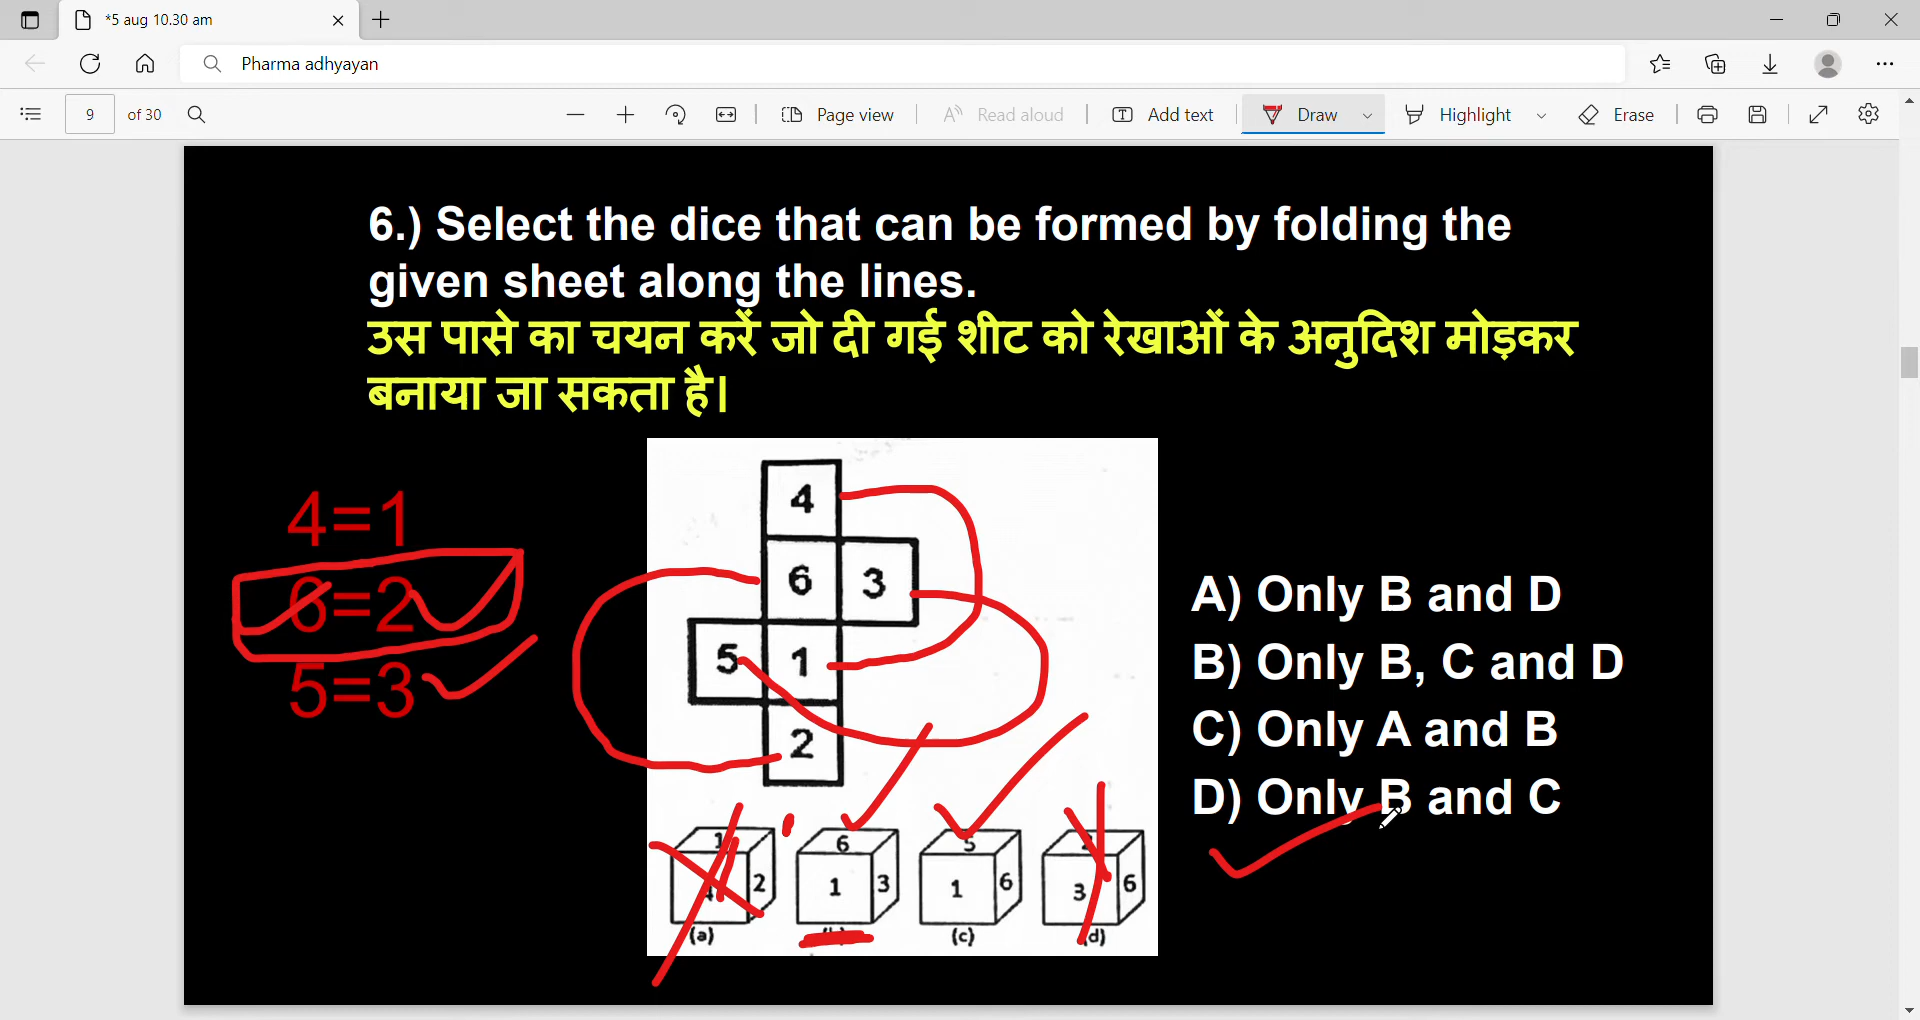 *5 aug 10.30 am
Pharma adhyayan
9 of 30
Page view
Read aloud
Add text
Draw
Highlight
Erase
6.) Select the dice that can be formed by folding the
given sheet along the lines.
उस पासे का चयन करें जो दी गई शीट को रेखाओं के अनुदिश मोड़कर
बनाया जा सकता है।
4=1
6=2
5=3
4
6 3
5 1
2
A) Only B and D
B) Only B, C and D
C) Only A and B
D) Only B and C
1 2
6 1 3
5 1 6
3 6
(a)
(c)
(d)